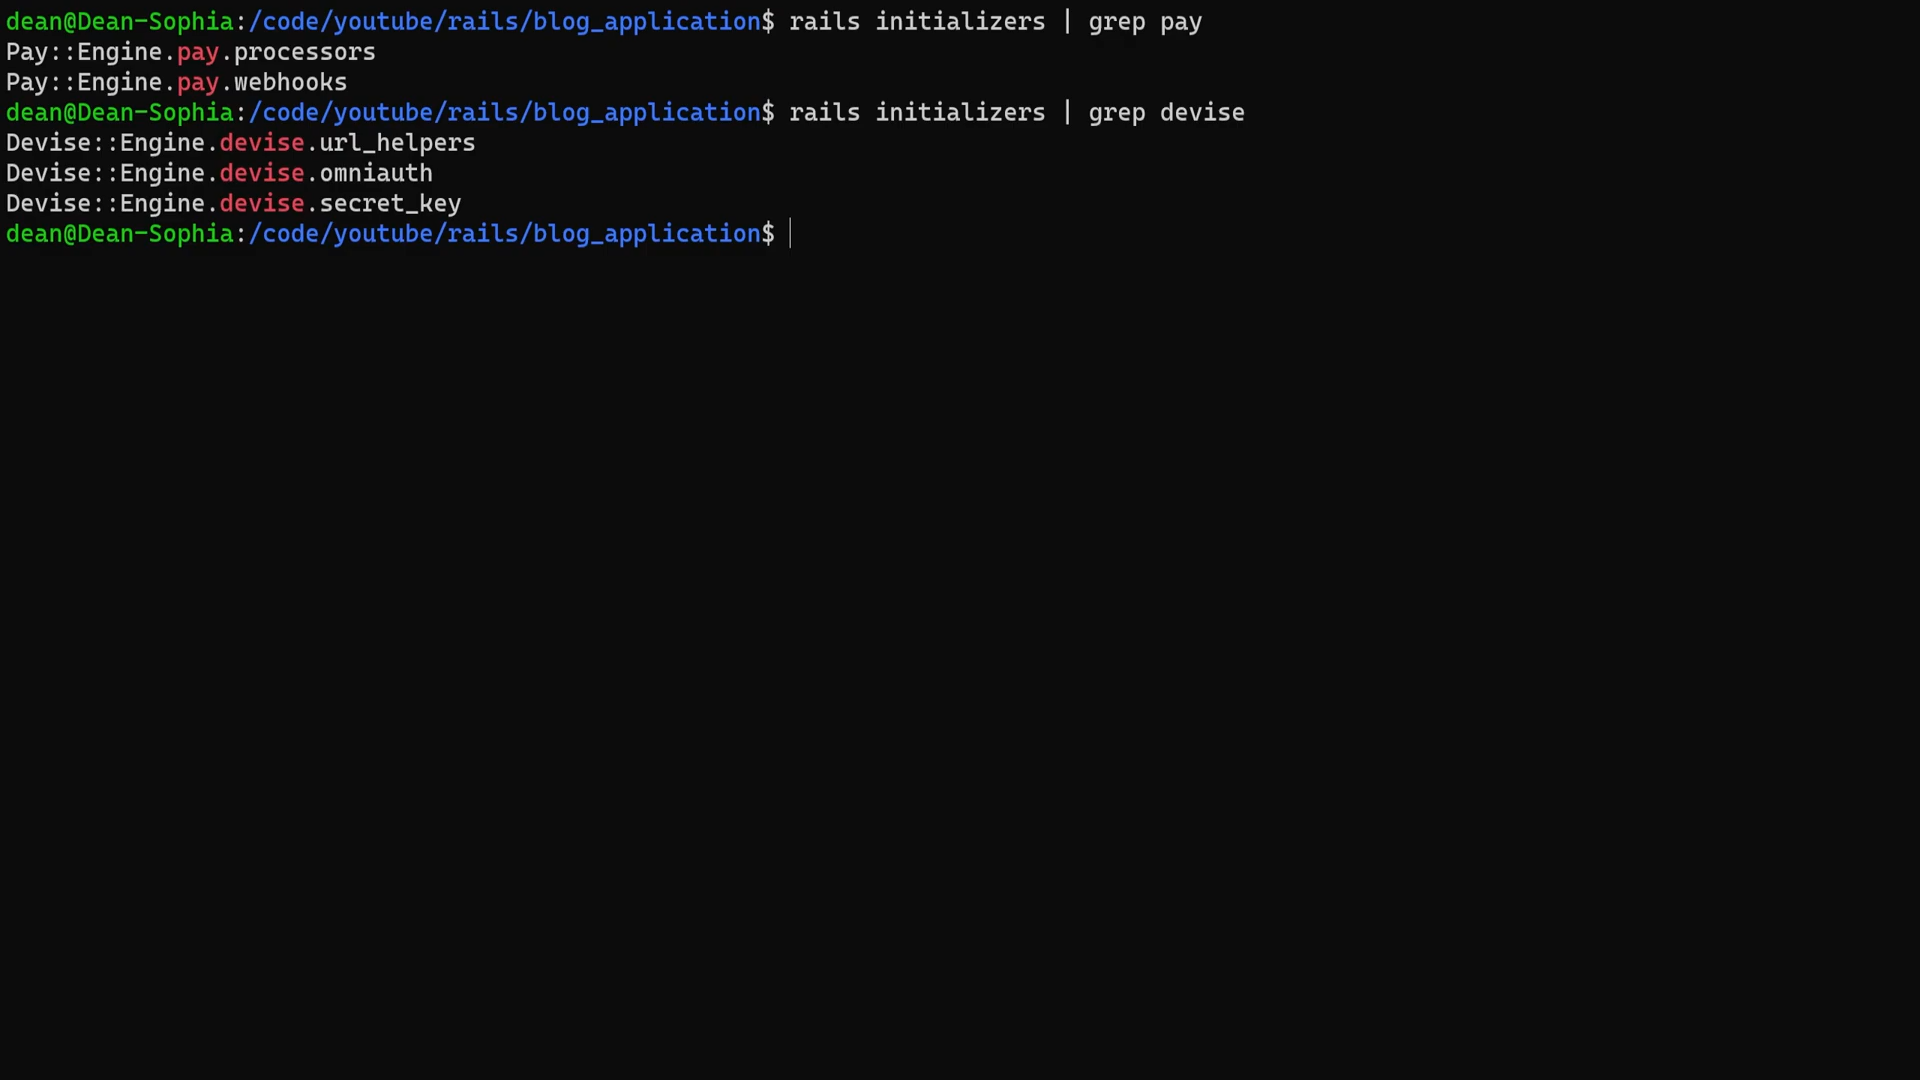 dean@Dean-Sophia:/code/youtube/rails/blog_application$ rails initializers | grep pay
Pay::Engine.pay.processors
Pay::Engine.pay.webhooks
dean@Dean-Sophia:/code/youtube/rails/blog_application$ rails initializers | grep devise
Devise::Engine.devise.url_helpers
Devise::Engine.devise.omniauth
Devise::Engine.devise.secret_key
dean@Dean-Sophia:/code/youtube/rails/blog_application$